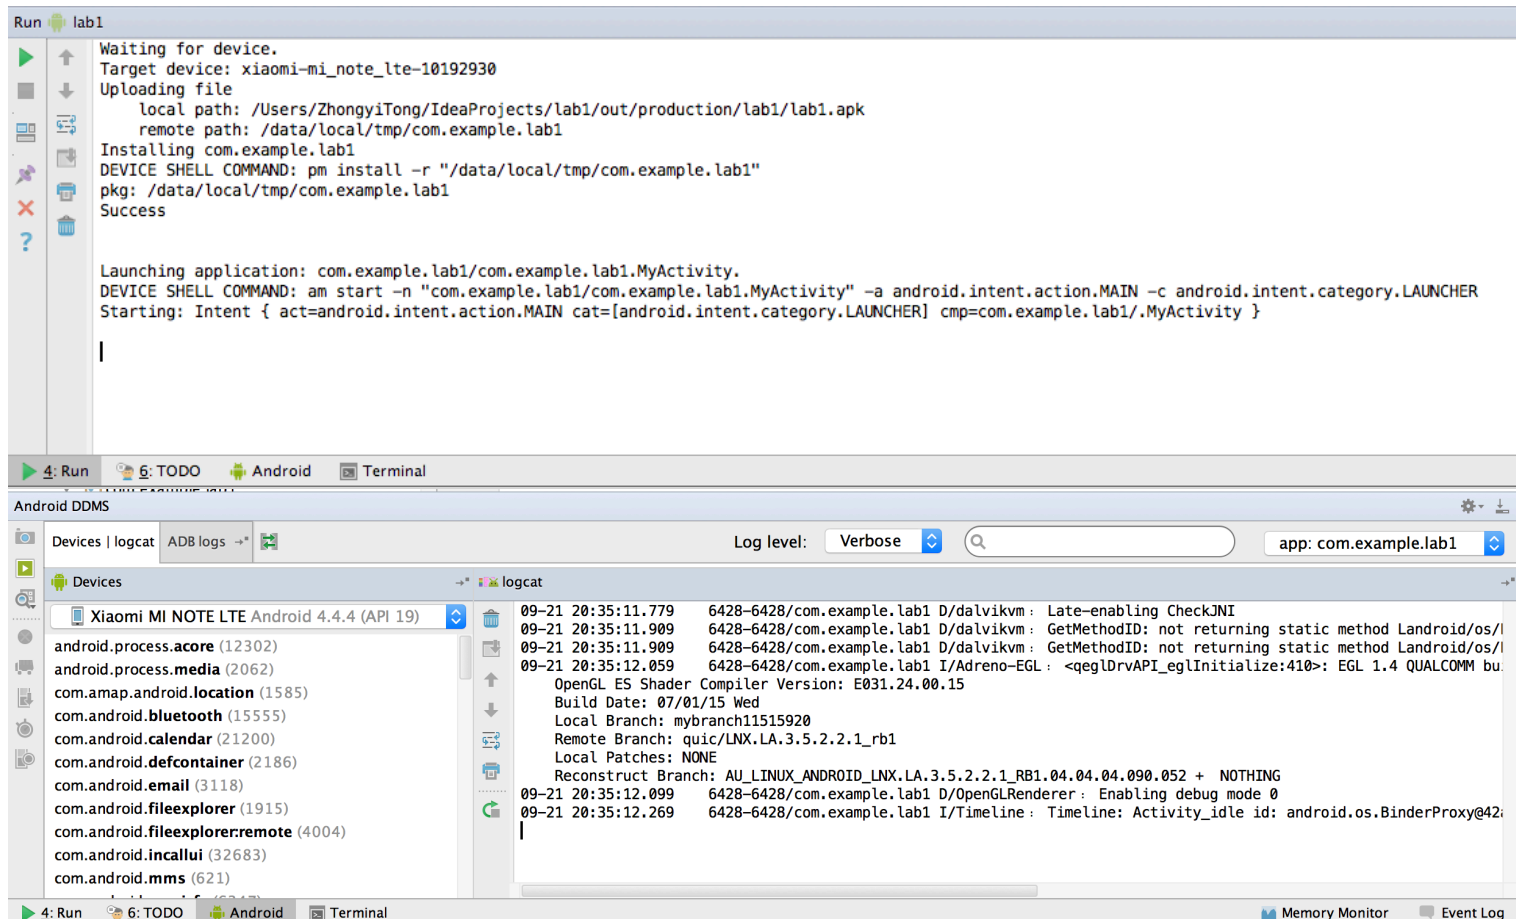 Run lab1
Waiting for device.
Target device: xiaomi-mi_note_lte-10192930
Uploading file
local path: /Users/ZhongyiTong/IdeaProjects/lab1/out/production/lab1/lab1.apk
remote path: /data/local/tmp/com.example.lab1
Installing com.example.lab1
DEVICE SHELL COMMAND: pm install -r "/data/local/tmp/com.example.lab1"
pkg: /data/local/tmp/com.example.lab1
Success
Launching application: com.example.lab1/com.example.lab1.MyActivity.
DEVICE SHELL COMMAND: am start -n "com.example.lab1/com.example.lab1.MyActivity" -a android.intent.action.MAIN -c android.intent.category.LAUNCHER
Starting: Intent { act=android.intent.action.MAIN cat=[android.intent.category.LAUNCHER] cmp=com.example.lab1/.MyActivity }
4: Run 6: TODO Android Terminal
Android DDMS
Devices | logcat ADB logs Log level: Verbose app: com.example.lab1
Devices
Xiaomi MI NOTE LTE Android 4.4.4 (API 19)
android.process.acore (12302)
android.process.media (2062)
com.amap.android.location (1585)
com.android.bluetooth (15555)
com.android.calendar (21200)
com.android.defcontainer (2186)
com.android.email (3118)
com.android.fileexplorer (1915)
com.android.fileexplorer:remote (4004)
com.android.incallui (32683)
com.android.mms (621)
logcat
09-21 20:35:11.779 6428-6428/com.example.lab1 D/dalvikvm: Late-enabling CheckJNI
09-21 20:35:11.909 6428-6428/com.example.lab1 D/dalvikvm: GetMethodID: not returning static method Landroid/os/
09-21 20:35:11.909 6428-6428/com.example.lab1 D/dalvikvm: GetMethodID: not returning static method Landroid/os/
09-21 20:35:12.059 6428-6428/com.example.lab1 I/Adreno-EGL: <qeglDrvAPI_eglInitialize:410>: EGL 1.4 QUALCOMM bu
OpenGL ES Shader Compiler Version: E031.24.00.15
Build Date: 07/01/15 Wed
Local Branch: mybranch11515920
Remote Branch: quic/LNX.LA.3.5.2.2.1_rb1
Local Patches: NONE
Reconstruct Branch: AU_LINUX_ANDROID_LNX.LA.3.5.2.2.1_RB1.04.04.04.090.052 + NOTHING
09-21 20:35:12.099 6428-6428/com.example.lab1 D/OpenGLRenderer: Enabling debug mode 0
09-21 20:35:12.269 6428-6428/com.example.lab1 I/Timeline: Timeline: Activity_idle id: android.os.BinderProxy@42
4: Run 6: TODO Android Terminal Memory Monitor Event Log